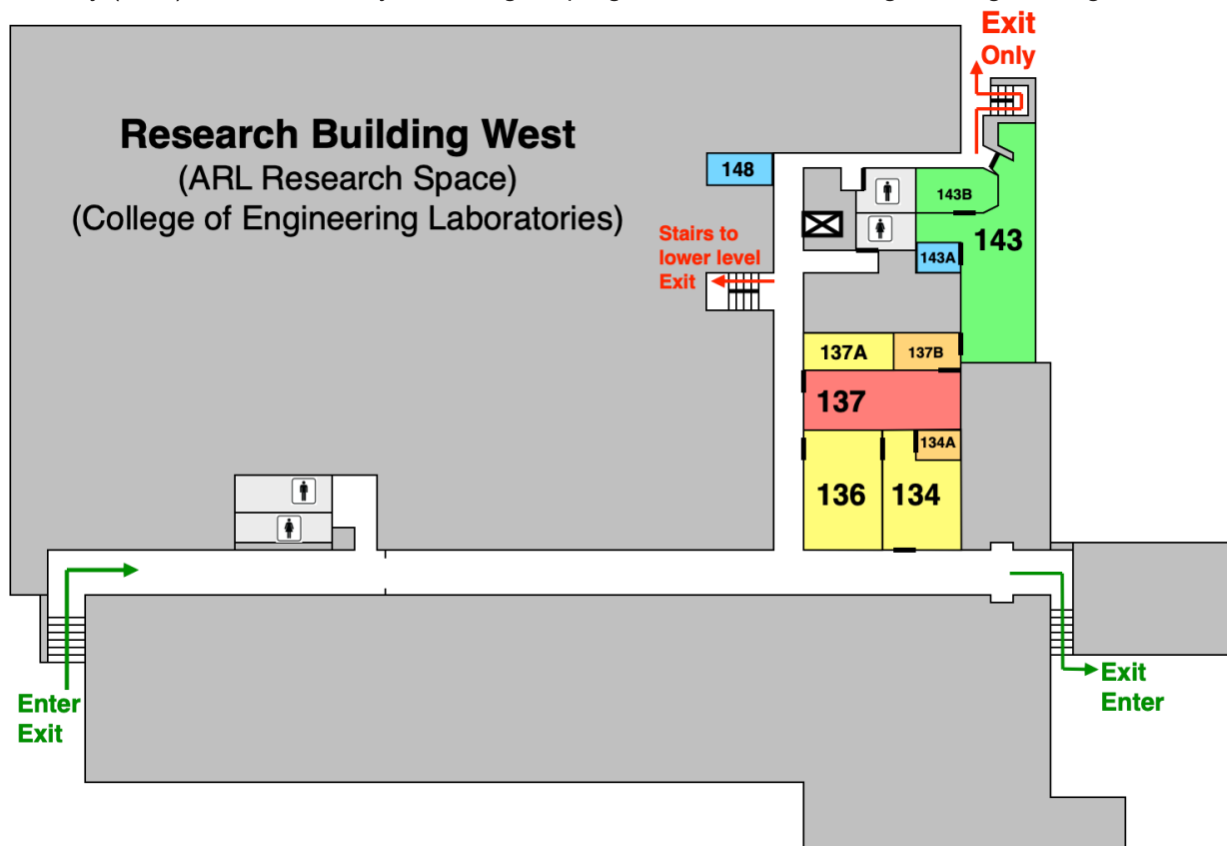 Exit
Only
Research Building West
(ARL Research Space)
(College of Engineering Laboratories)
148
143B
143
Stairs to
lower level
Exit
143A
137A
137B
137
134A
136
134
Enter
Exit
Exit
Enter